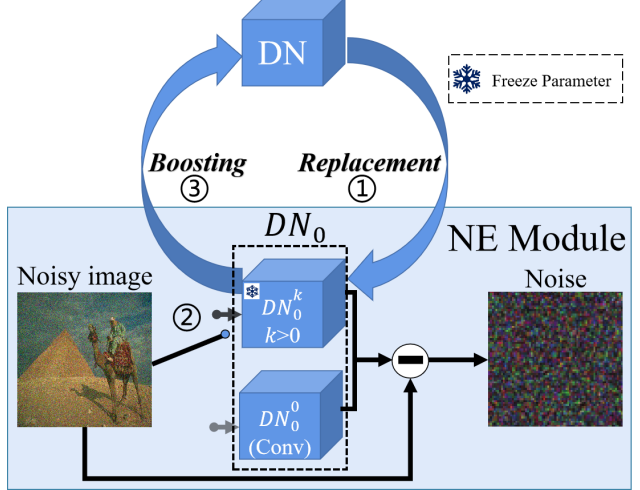 DN
Freeze Parameter
Boosting
③
Replacement
①
DN₀
NE Module
Noisy image
Noise
②
DN₀ᵏ
k>0
DN₀⁰
(Conv)